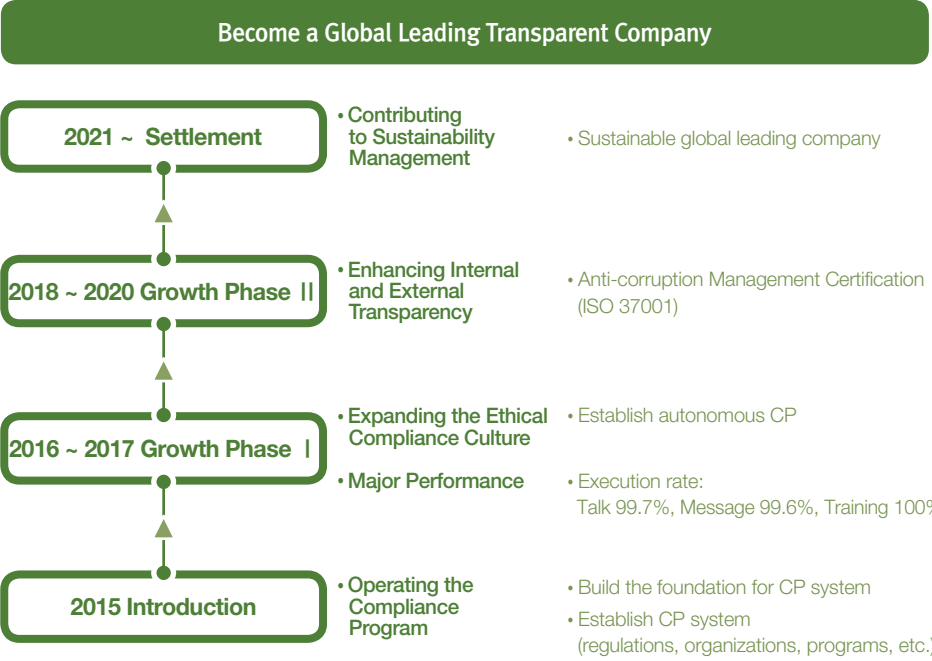 Become a Global Leading Transparent Company
2021 ~ Settlement
• Contributing
to Sustainability
Management
• Sustainable global leading company
2018 ~ 2020 Growth Phase II
• Enhancing Internal
and External
Transparency
• Anti-corruption Management Certification
(ISO 37001)
2016 ~ 2017 Growth Phase I
• Expanding the Ethical
Compliance Culture
• Establish autonomous CP
• Major Performance
• Execution rate:
Talk 99.7%, Message 99.6%, Training 100%
2015 Introduction
• Operating the
Compliance
Program
• Build the foundation for CP system
• Establish CP system
(regulations, organizations, programs, etc.)